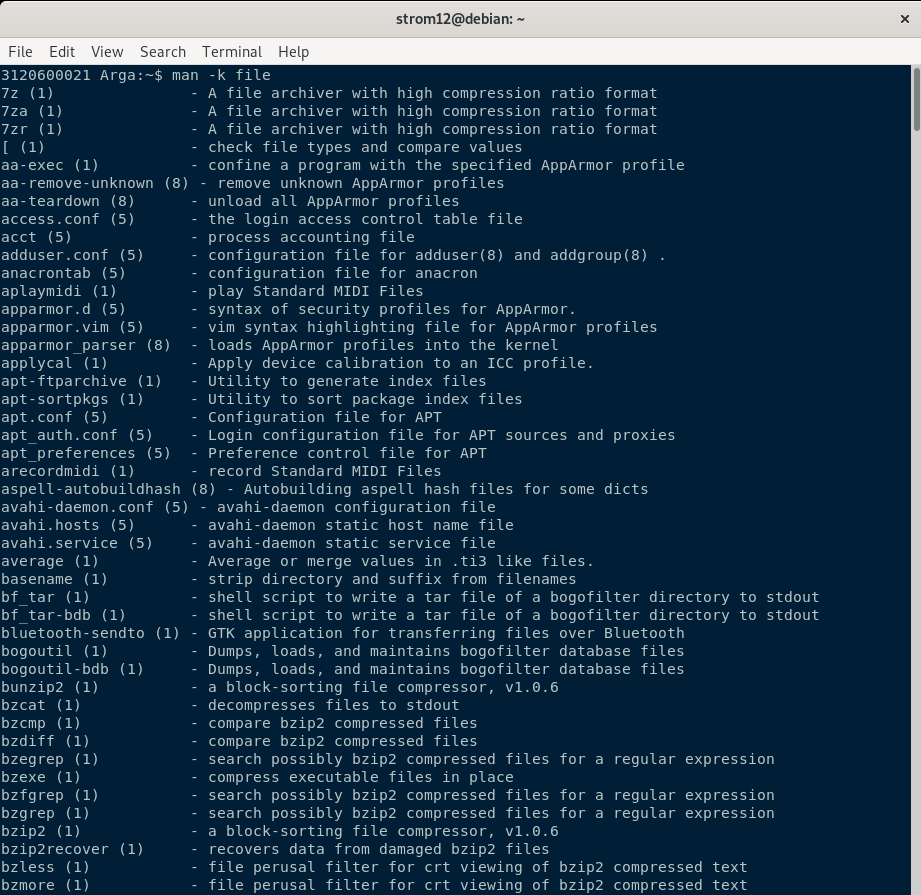 strom12@debian: ~
×
File Edit View Search Terminal Help
3120600021 Arga:~$ man -k file
7z (1)               - A file archiver with high compression ratio format
7za (1)              - A file archiver with high compression ratio format
7zr (1)              - A file archiver with high compression ratio format
[ (1)                - check file types and compare values
aa-exec (1)          - confine a program with the specified AppArmor profile
aa-remove-unknown (8) - remove unknown AppArmor profiles
aa-teardown (8)      - unload all AppArmor profiles
access.conf (5)      - the login access control table file
acct (5)             - process accounting file
adduser.conf (5)     - configuration file for adduser(8) and addgroup(8) .
anacrontab (5)       - configuration file for anacron
aplaymidi (1)        - play Standard MIDI Files
apparmor.d (5)       - syntax of security profiles for AppArmor.
apparmor.vim (5)     - vim syntax highlighting file for AppArmor profiles
apparmor_parser (8)  - loads AppArmor profiles into the kernel
applycal (1)         - Apply device calibration to an ICC profile.
apt-ftparchive (1)   - Utility to generate index files
apt-sortpkgs (1)     - Utility to sort package index files
apt.conf (5)         - Configuration file for APT
apt_auth.conf (5)    - Login configuration file for APT sources and proxies
apt_preferences (5)  - Preference control file for APT
arecordmidi (1)      - record Standard MIDI Files
aspell-autobuildhash (8) - Autobuilding aspell hash files for some dicts
avahi-daemon.conf (5) - avahi-daemon configuration file
avahi.hosts (5)      - avahi-daemon static host name file
avahi.service (5)    - avahi-daemon static service file
average (1)          - Average or merge values in .ti3 like files.
basename (1)         - strip directory and suffix from filenames
bf_tar (1)           - shell script to write a tar file of a bogofilter directory to stdout
bf_tar-bdb (1)       - shell script to write a tar file of a bogofilter directory to stdout
bluetooth-sendto (1) - GTK application for transferring files over Bluetooth
bogoutil (1)         - Dumps, loads, and maintains bogofilter database files
bogoutil-bdb (1)     - Dumps, loads, and maintains bogofilter database files
bunzip2 (1)          - a block-sorting file compressor, v1.0.6
bzcat (1)            - decompresses files to stdout
bzcmp (1)            - compare bzip2 compressed files
bzdiff (1)           - compare bzip2 compressed files
bzegrep (1)          - search possibly bzip2 compressed files for a regular expression
bzexe (1)            - compress executable files in place
bzfgrep (1)          - search possibly bzip2 compressed files for a regular expression
bzgrep (1)           - search possibly bzip2 compressed files for a regular expression
bzip2 (1)            - a block-sorting file compressor, v1.0.6
bzip2recover (1)     - recovers data from damaged bzip2 files
bzless (1)           - file perusal filter for crt viewing of bzip2 compressed text
bzmore (1)           - file perusal filter for crt viewing of bzip2 compressed text